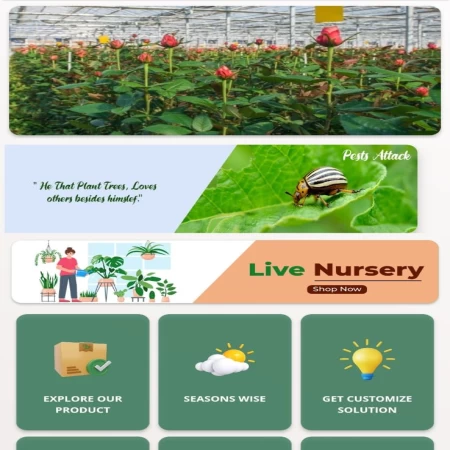 Pests Attack
" He That Plant Trees, Loves
others besides himslef."
Live Nursery
Shop Now
EXPLORE OUR
PRODUCT
SEASONS WISE
GET CUSTOMIZE
SOLUTION